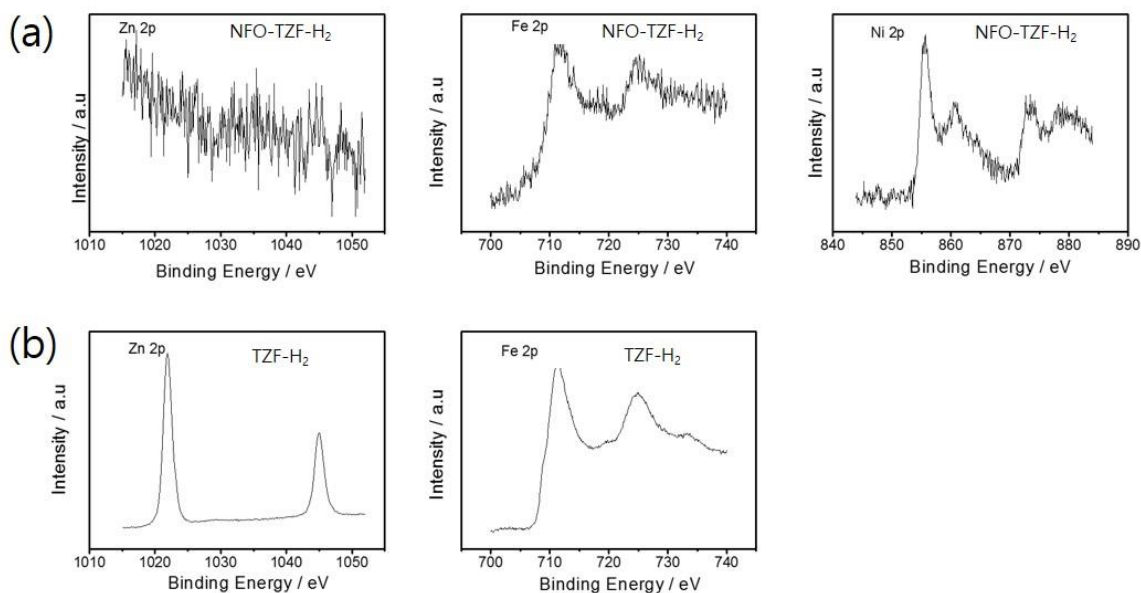 (a)
Zn 2p
NFO-TZF-H₂
Intensity / a.u
1010 1020 1030 1040 1050
Binding Energy / eV
Fe 2p
NFO-TZF-H₂
Intensity / a.u
700 710 720 730 740
Binding Energy / eV
Ni 2p
NFO-TZF-H₂
Intensity / a.u
840 850 860 870 880 890
Binding Energy / eV
(b)
Zn 2p
TZF-H₂
Intensity / a.u
1010 1020 1030 1040 1050
Binding Energy / eV
Fe 2p
TZF-H₂
Intensity / a.u
700 710 720 730 740
Binding Energy / eV